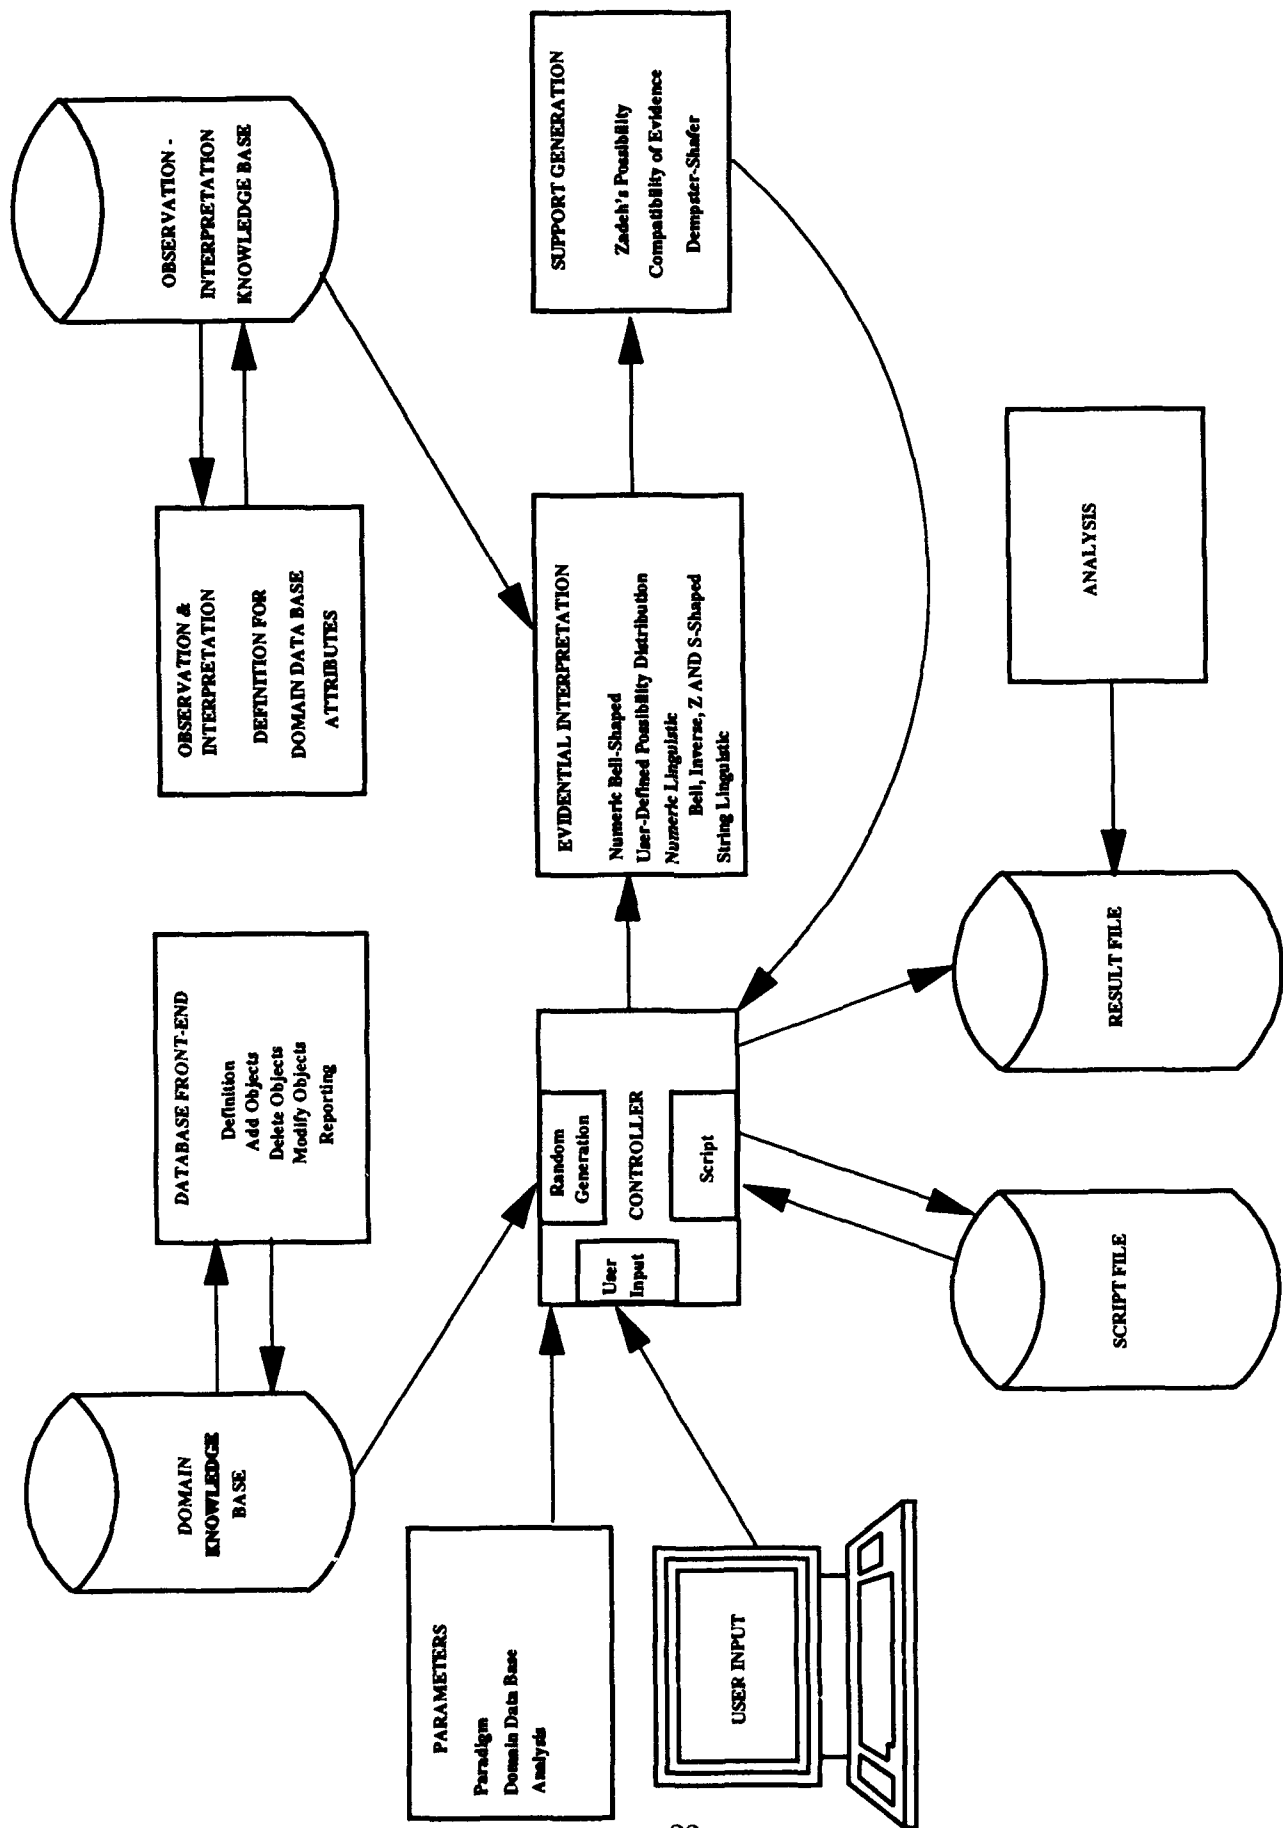 DOMAIN
KNOWLEDGE
BASE
DATABASE FRONT-END
Definition
Add Objects
Delete Objects
Modify Objects
Reporting
OBSERVATION &
INTERPRETATION
DEFINITION FOR
DOMAIN DATA BASE
ATTRIBUTES
OBSERVATION -
INTERPRETATION
KNOWLEDGE BASE
PARAMETERS
Paradigm
Domain Data Base
Analysis
Random
Generation
CONTROLLER
User
Input
Script
EVIDENTIAL INTERPRETATION
Numeric Bell-Shaped
User-Defined Possibility Distribution
Numeric Linguistic
Bell, Inverse, Z AND S-Shaped
String Linguistic
SUPPORT GENERATION
Zadeh's Possibility
Compatibility of Evidence
Dempster-Shafer
USER INPUT
SCRIPT FILE
RESULT FILE
ANALYSIS